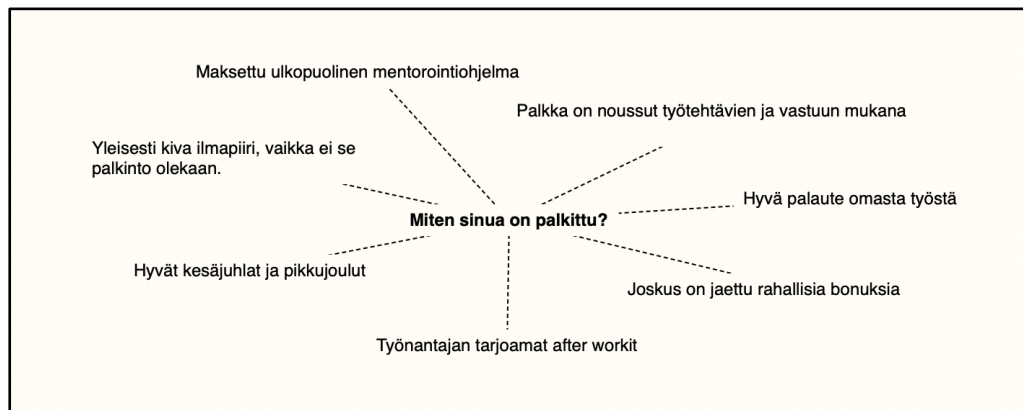 Maksettu ulkopuolinen mentorointiohjelma
Palkka on noussut työtehtävien ja vastuun mukana
Yleisesti kiva ilmapiiri, vaikka ei se
palkinto olekaan.
Hyvä palaute omasta työstä
Miten sinua on palkittu?
Hyvät kesäjuhlat ja pikkujoulut
Joskus on jaettu rahallisia bonuksia
Työnantajan tarjoamat after workit